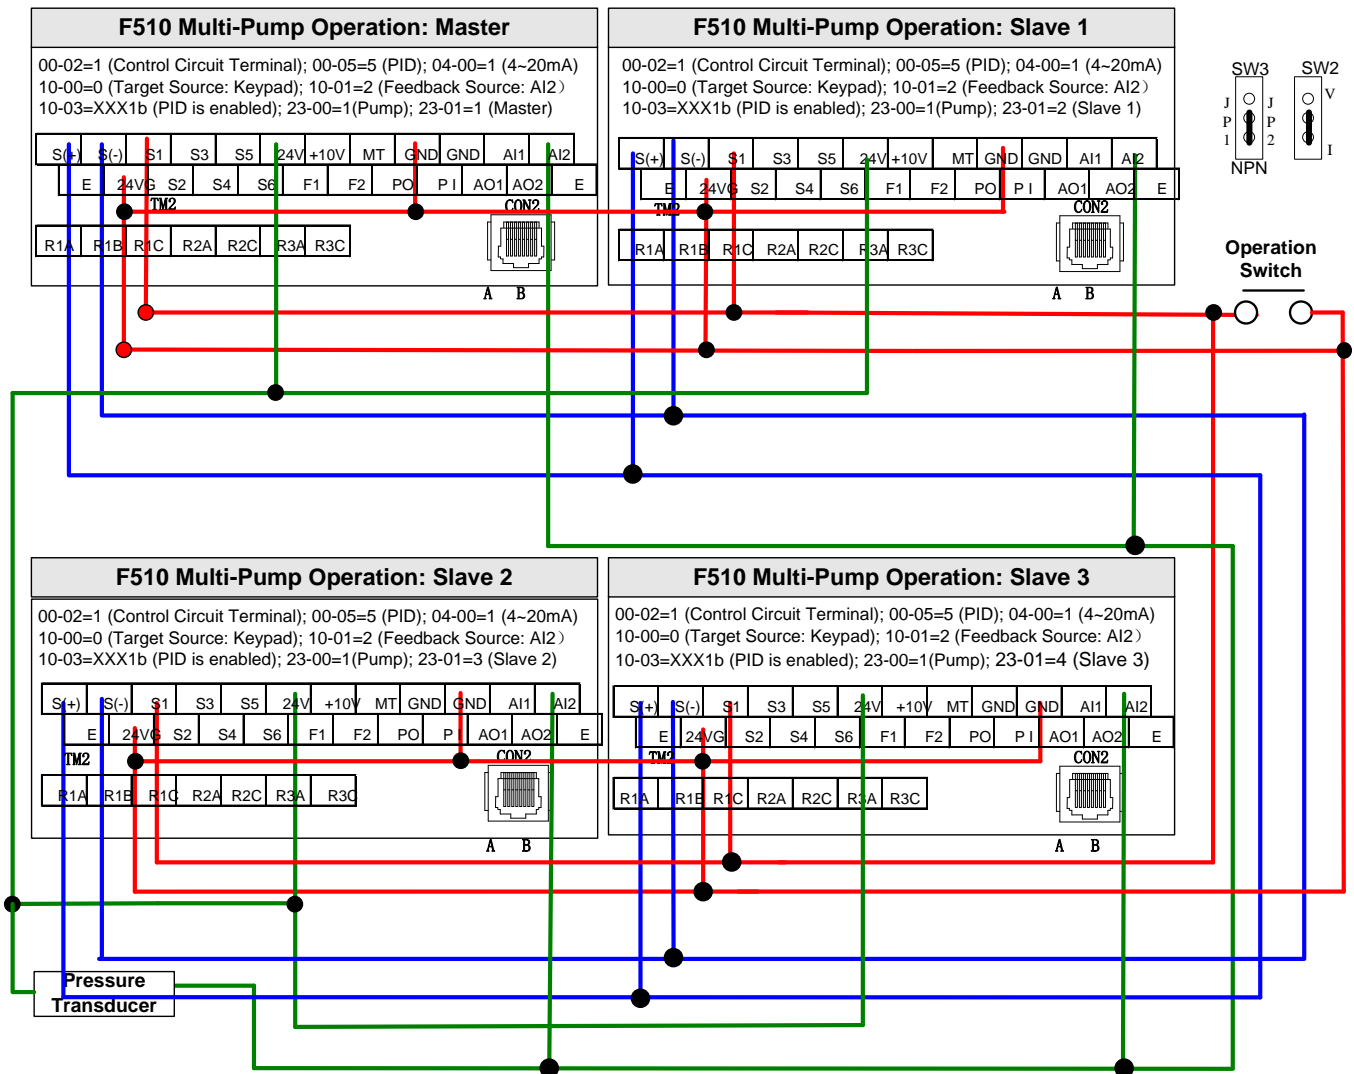 F510 Multi-Pump Operation: Master
00-02=1 (Control Circuit Terminal); 00-05=5 (PID); 04-00=1 (4~20mA)
10-00=0 (Target Source: Keypad); 10-01=2 (Feedback Source: AI2）
10-03=XXX1b (PID is enabled); 23-00=1(Pump); 23-01=1 (Master)
S(+) S(-) S1 S3 S5 24V +10V MT GND GND AI1 AI2
E 24VG S2 S4 S6 F1 F2 PO P I AO1 AO2 E
TM2 CON2
R1A R1B R1C R2A R2C R3A R3C
A B
F510 Multi-Pump Operation: Slave 1
00-02=1 (Control Circuit Terminal); 00-05=5 (PID); 04-00=1 (4~20mA)
10-00=0 (Target Source: Keypad); 10-01=2 (Feedback Source: AI2）
10-03=XXX1b (PID is enabled); 23-00=1(Pump); 23-01=2 (Slave 1)
S(+) S(-) S1 S3 S5 24V +10V MT GND GND AI1 AI2
E 24VG S2 S4 S6 F1 F2 PO P I AO1 AO2 E
TM2 CON2
R1A R1B R1C R2A R2C R3A R3C
A B
SW3 SW2
J J V
P P
1 2 I
NPN
Operation
Switch
F510 Multi-Pump Operation: Slave 2
00-02=1 (Control Circuit Terminal); 00-05=5 (PID); 04-00=1 (4~20mA)
10-00=0 (Target Source: Keypad); 10-01=2 (Feedback Source: AI2）
10-03=XXX1b (PID is enabled); 23-00=1(Pump); 23-01=3 (Slave 2)
S(+) S(-) S1 S3 S5 24V +10V MT GND GND AI1 AI2
E 24VG S2 S4 S6 F1 F2 PO P I AO1 AO2 E
TM2 CON2
R1A R1B R1C R2A R2C R3A R3C
A B
F510 Multi-Pump Operation: Slave 3
00-02=1 (Control Circuit Terminal); 00-05=5 (PID); 04-00=1 (4~20mA)
10-00=0 (Target Source: Keypad); 10-01=2 (Feedback Source: AI2）
10-03=XXX1b (PID is enabled); 23-00=1(Pump); 23-01=4 (Slave 3)
S(+) S(-) S1 S3 S5 24V +10V MT GND GND AI1 AI2
E 24VG S2 S4 S6 F1 F2 PO P I AO1 AO2 E
TM2 CON2
R1A R1B R1C R2A R2C R3A R3C
A B
Pressure
Transducer